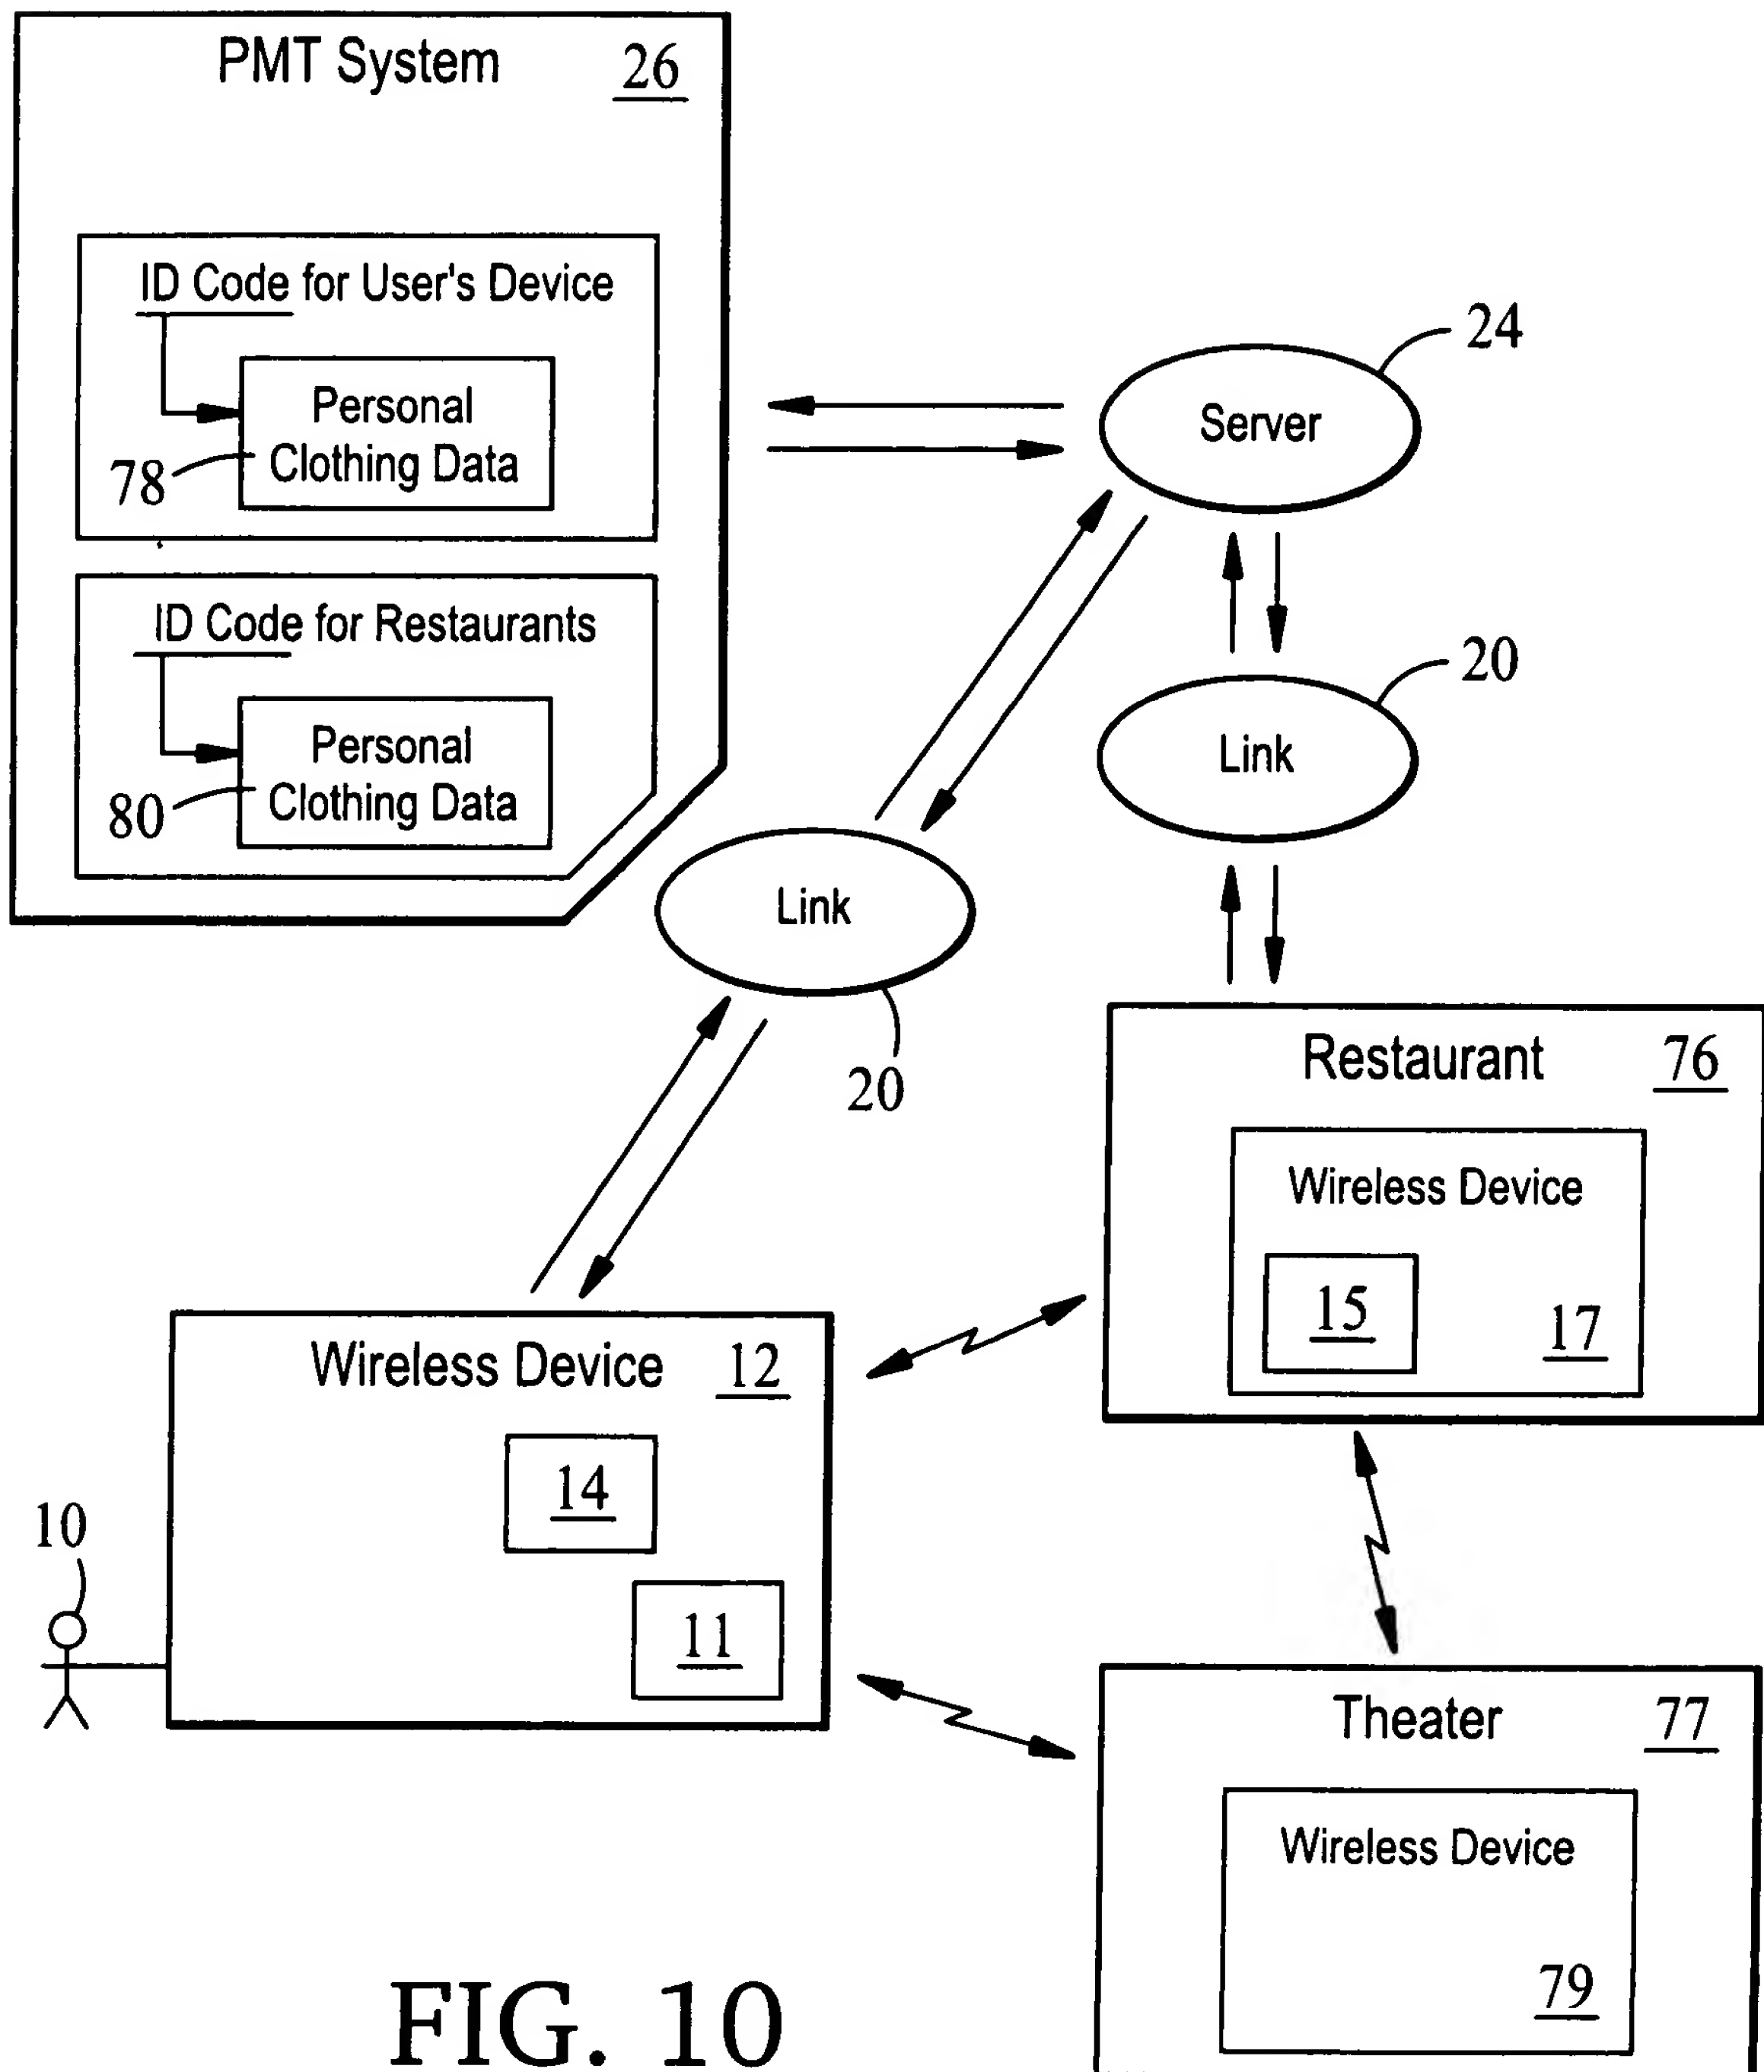 PMT System 26
ID Code for User's Device
Personal
Clothing Data
78
ID Code for Restaurants
Personal
Clothing Data
80
Server
24
Link
20
Link
20
Restaurant 76
Wireless Device
15
17
Wireless Device 12
14
11
10
Theater 77
Wireless Device
79
FIG. 10